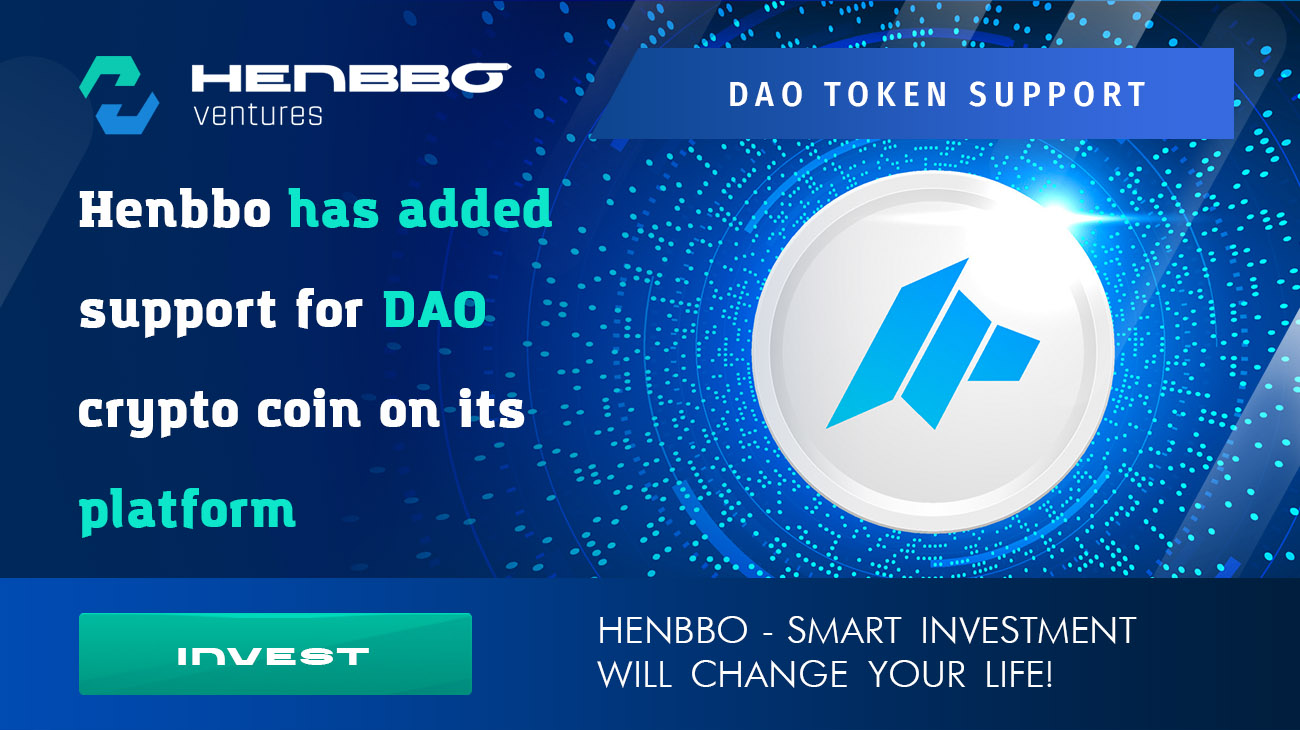 HENBBO
ventures
DAO TOKEN SUPPORT
Henbbo has added
support for DAO
crypto coin on its
platform
INVEST
HENBBO - SMART INVESTMENT
WILL CHANGE YOUR LIFE!